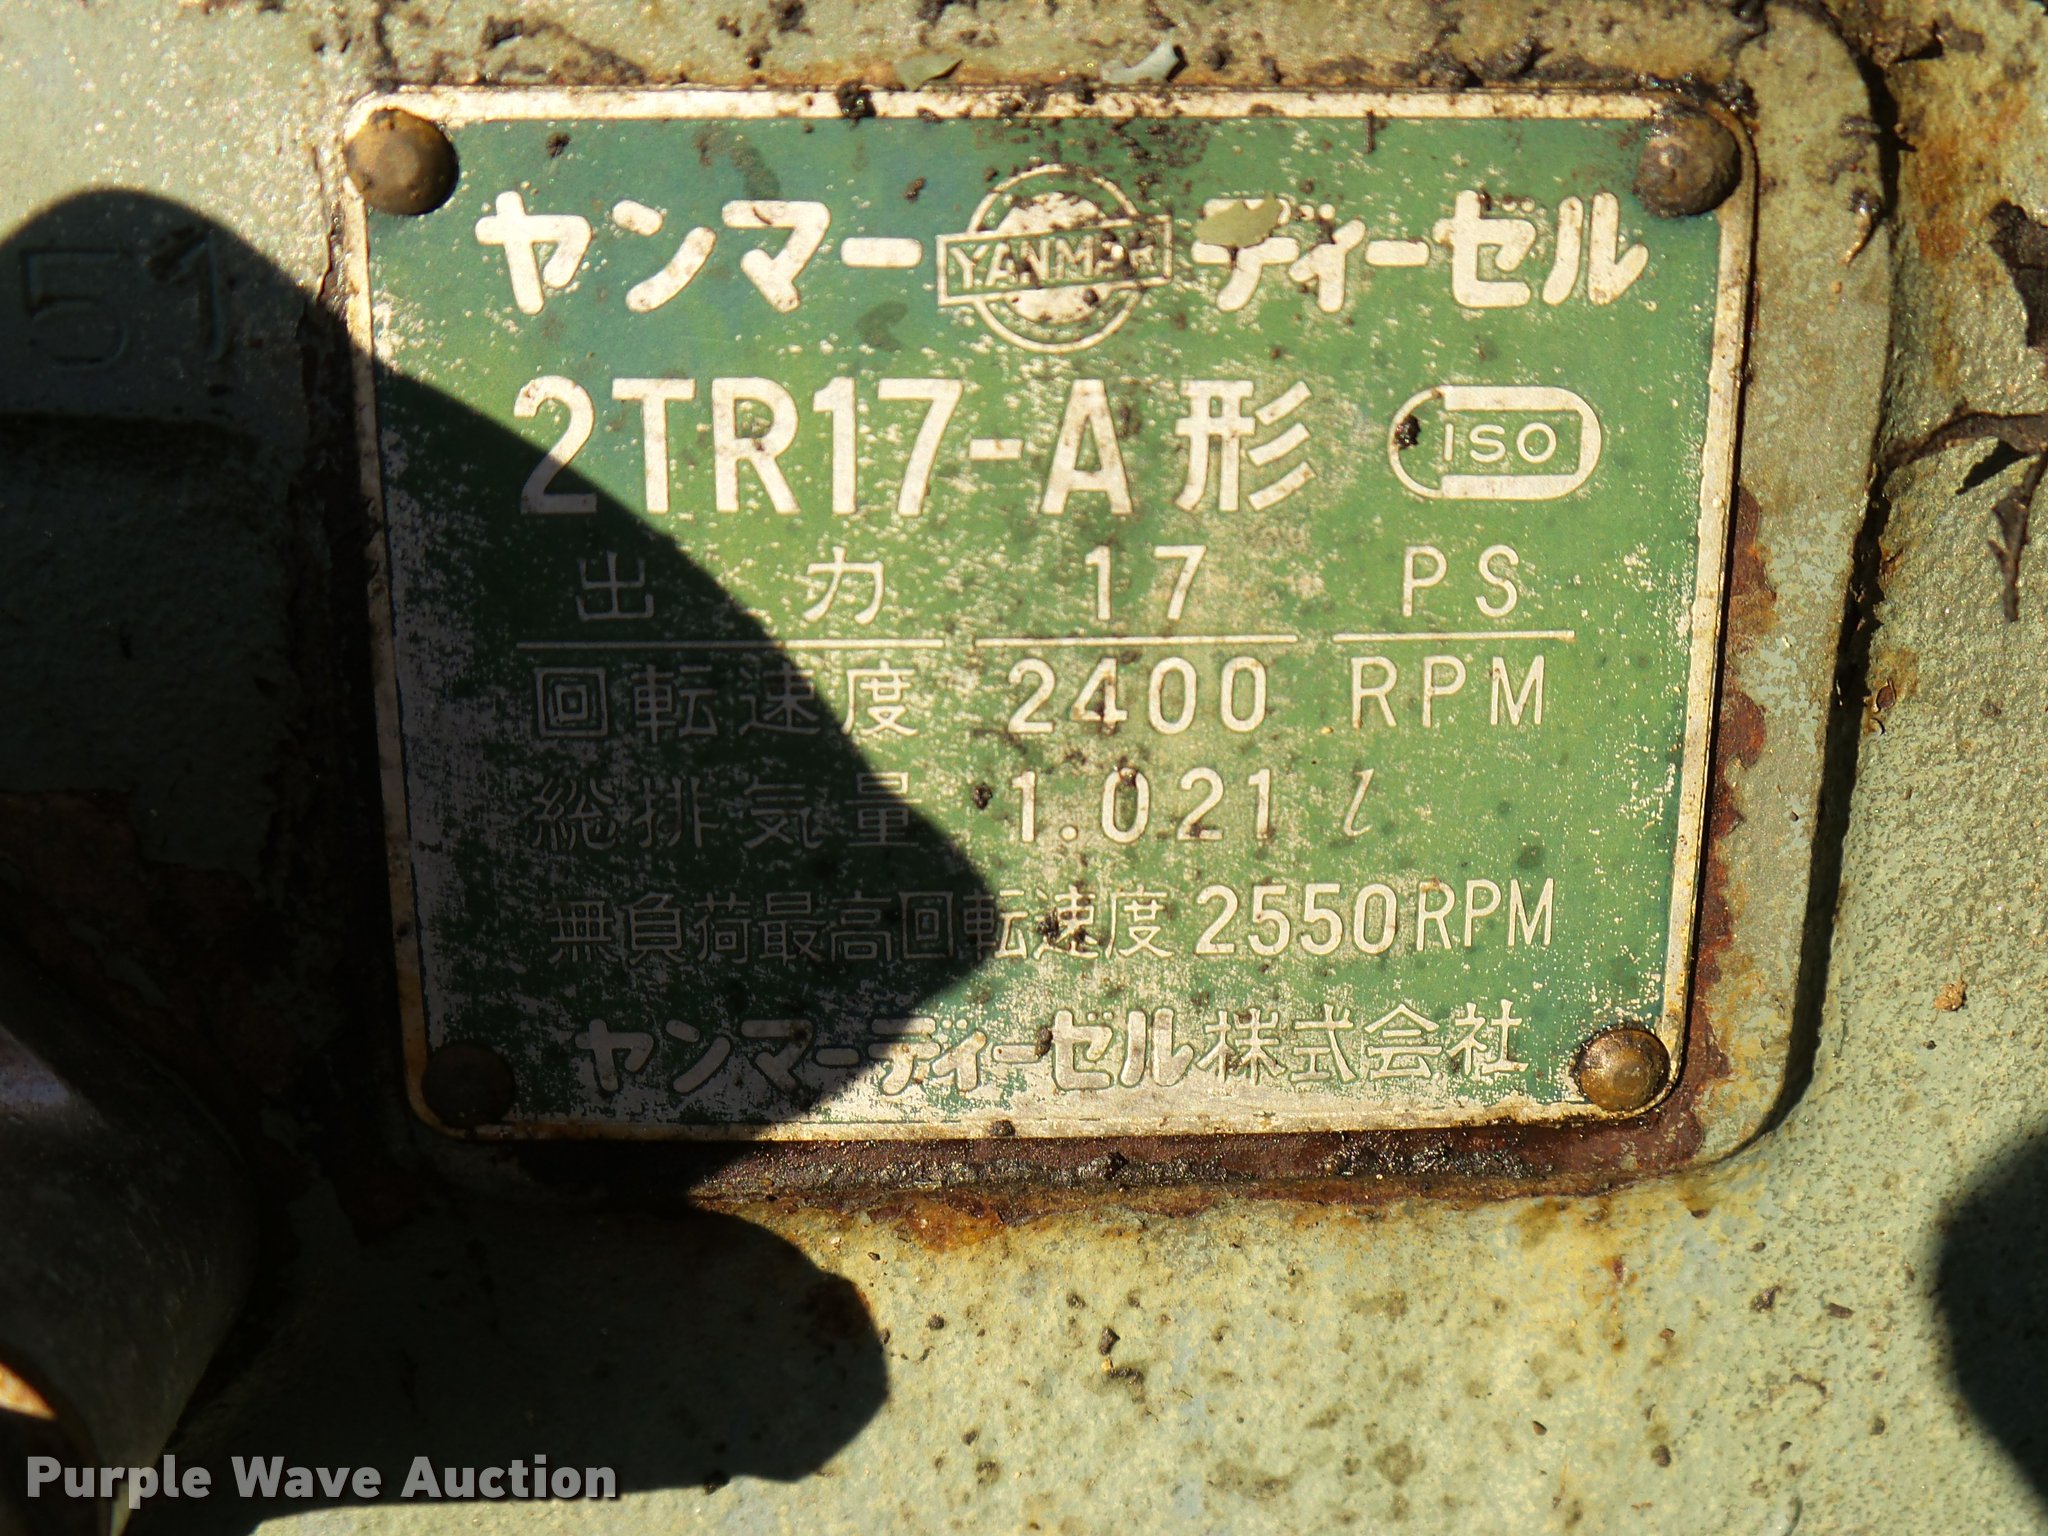 ヤンマー YANMAR ディーゼル
51
2TR17-A形 ISO
出力 17 PS
回転速度 2400 RPM
総排気量 1.021 l
無負荷最高回転速度 2550RPM
ヤンマーディーゼル株式会社
Purple Wave Auction